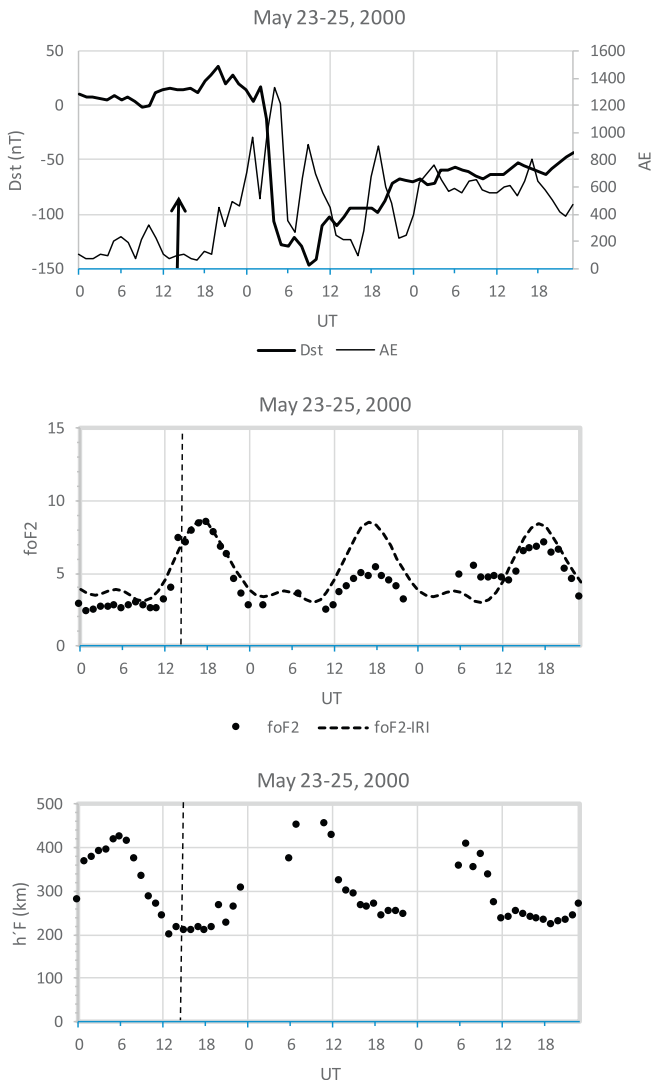 May 23-25, 2000
50 1600
1400
0 1200
1000
-50 800
600
-100 400
200
-150 0
Dst (nT)
AE
0 6 12 18 0 6 12 18 0 6 12 18
UT
Dst AE
May 23-25, 2000
15
10
5
0
foF2
0 6 12 18 0 6 12 18 0 6 12 18
UT
foF2 foF2-IRI
May 23-25, 2000
500
400
300
200
100
0
h´F (km)
0 6 12 18 0 6 12 18 0 6 12 18
UT